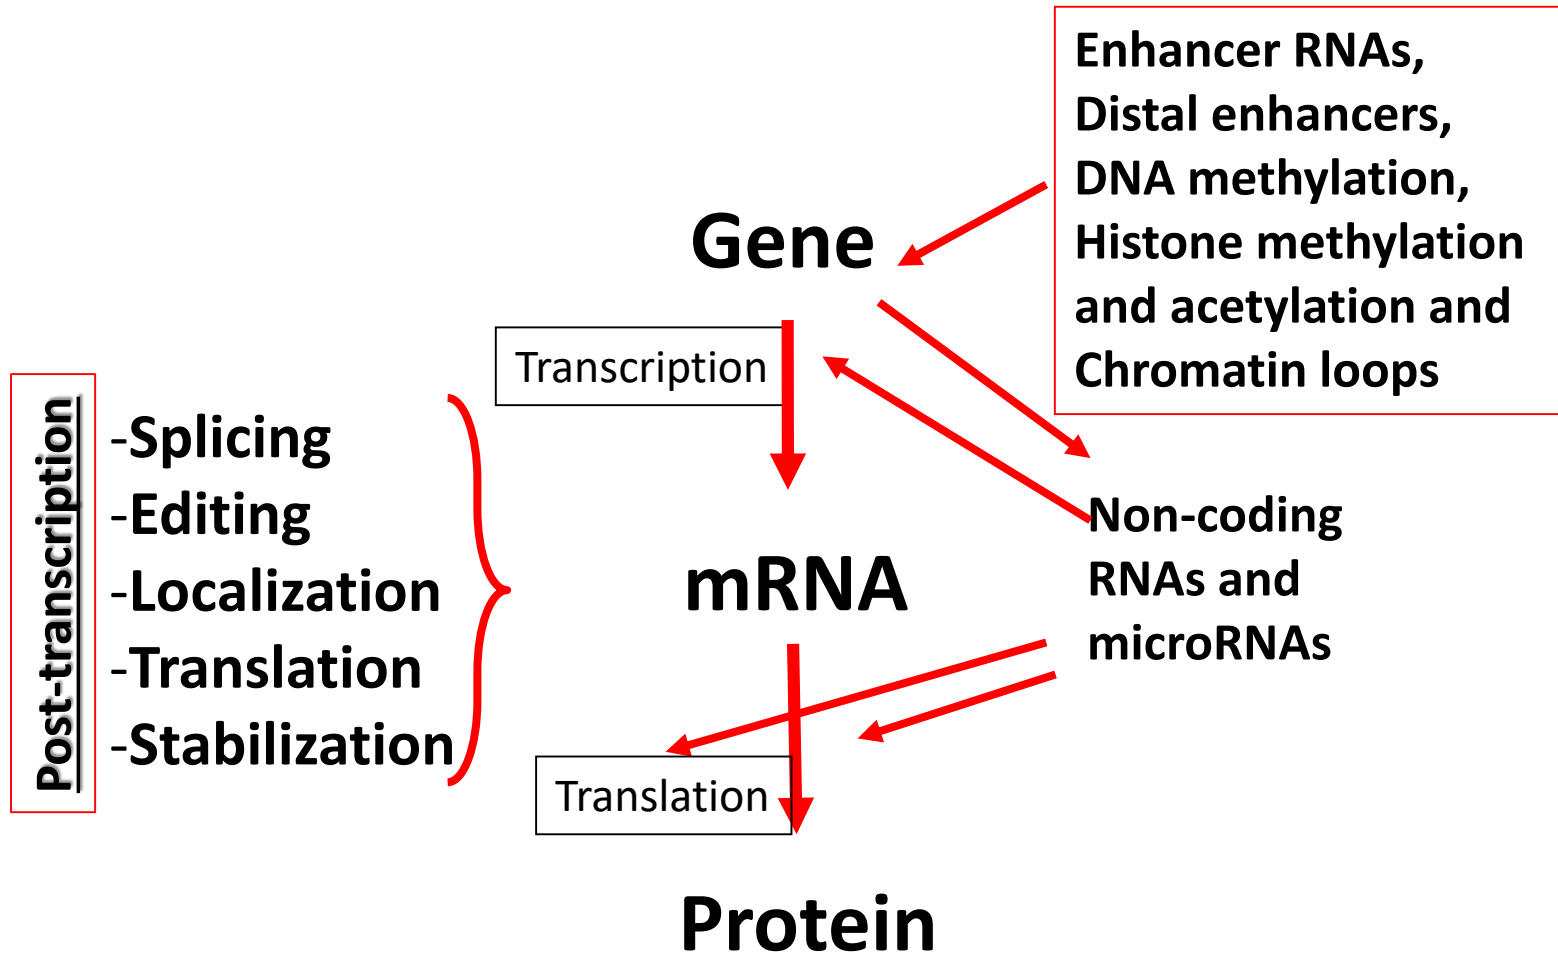 Enhancer RNAs,
Distal enhancers,
DNA methylation,
Histone methylation
and acetylation and
Chromatin loops
Gene
Transcription
Post-transcription
-Splicing
-Editing
-Localization
-Translation
-Stabilization
mRNA
Non-coding
RNAs and
microRNAs
Translation
Protein